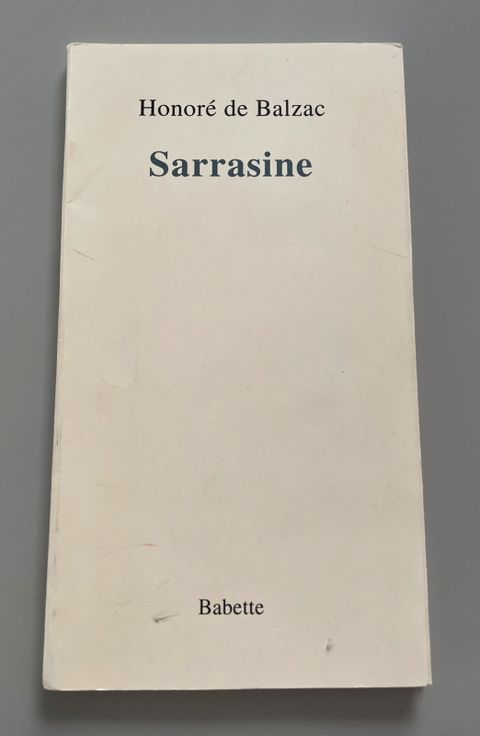 Honoré de Balzac
Sarrasine
Babette